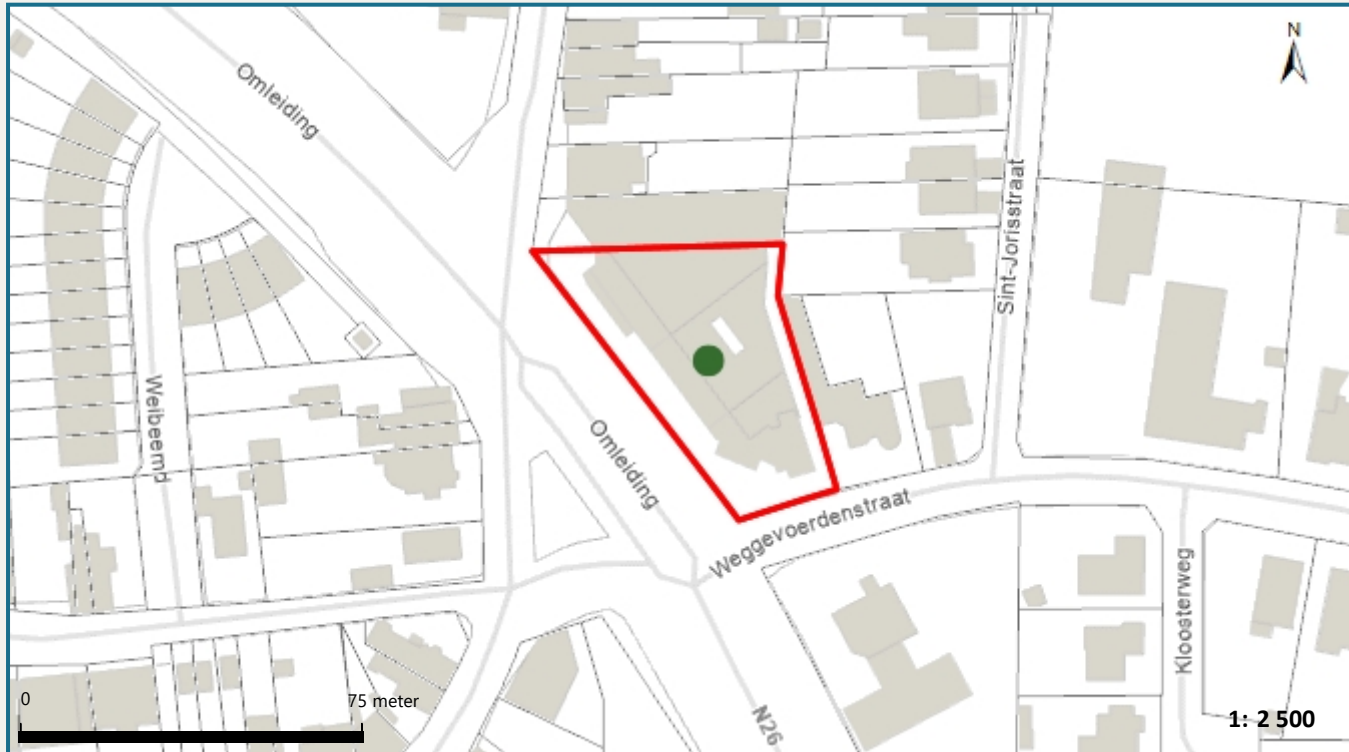 N
Omleiding
Sint-Jorisstraat
Weibeemd
Omleiding
Weggevoerdenstraat
Kloosterweg
0
75 meter
N26
1: 2 500